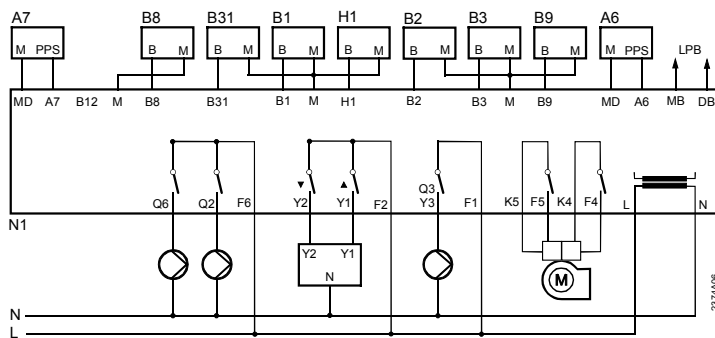 A7 B8 B31 B1 H1 B2 B3 B9 A6
M PPS B M B M B M B M B M B M B M M PPS LPB
MD A7 B12 M B8 B31 B1 M H1 B2 B3 M B9 MD A6 MB DB
Q6 Q2 F6 Y2 Y1 F2 Q3 Y3 F1 K5 F5 K4 F4 L N
N1
Y2 Y1
N
M
N
L
2374A06